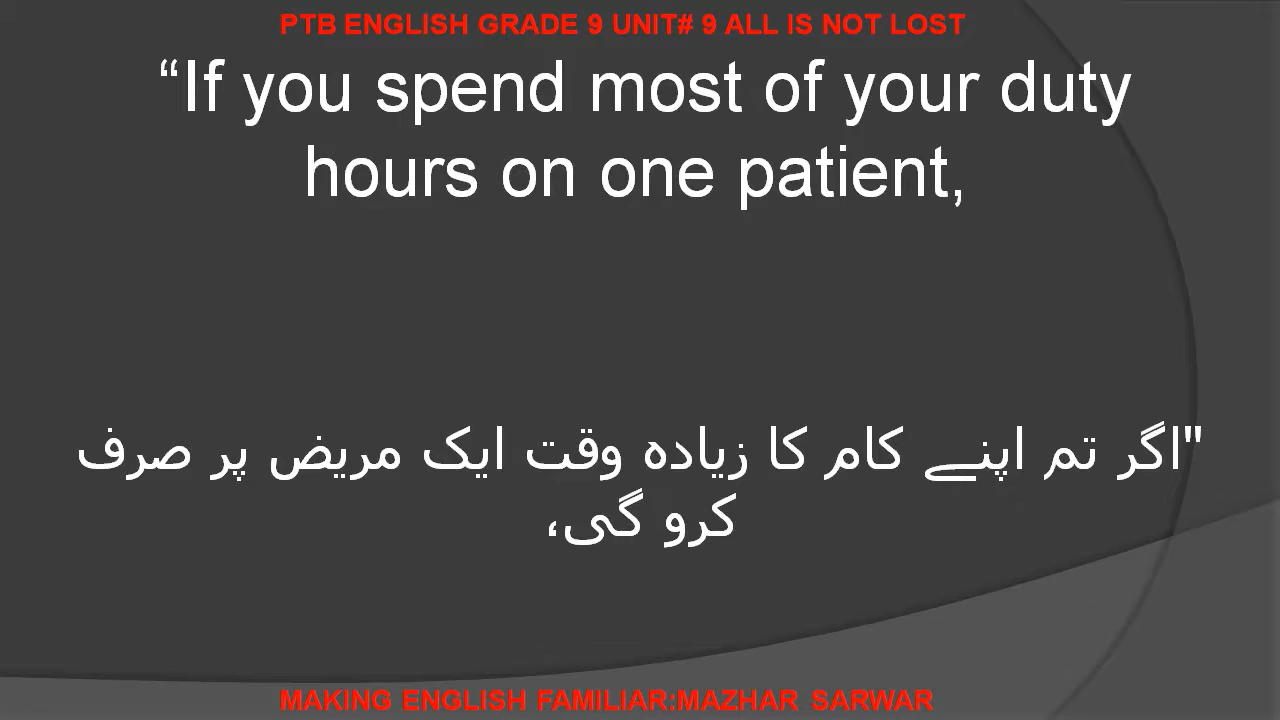 PTB ENGLISH GRADE 9 UNIT# 9 ALL IS NOT LOST
“If you spend most of your duty
hours on one patient,
"اگر تم اپنے کام کا زیادہ وقت ایک مریض پر صرف
کرو گی،
MAKING ENGLISH FAMILIAR:MAZHAR SARWAR